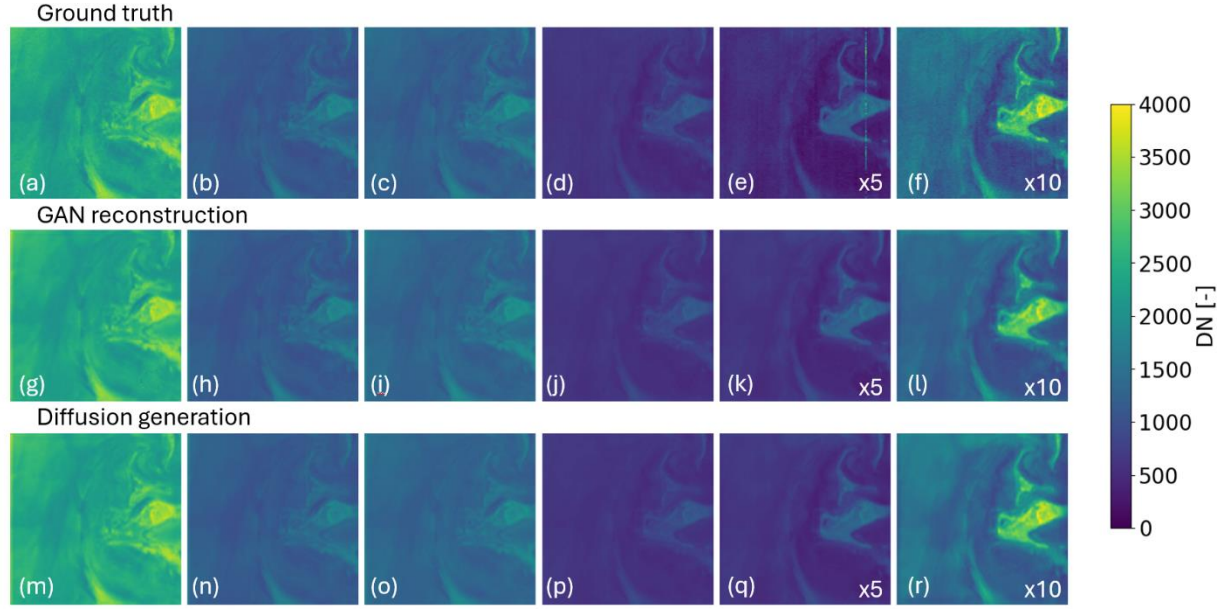 Ground truth
(a) (b) (c) (d) (e) x5 (f) x10
GAN reconstruction
(g) (h) (i) (j) (k) x5 (l) x10
Diffusion generation
(m) (n) (o) (p) (q) x5 (r) x10
4000
3500
3000
2500
2000
1500
1000
500
0
DN [-]